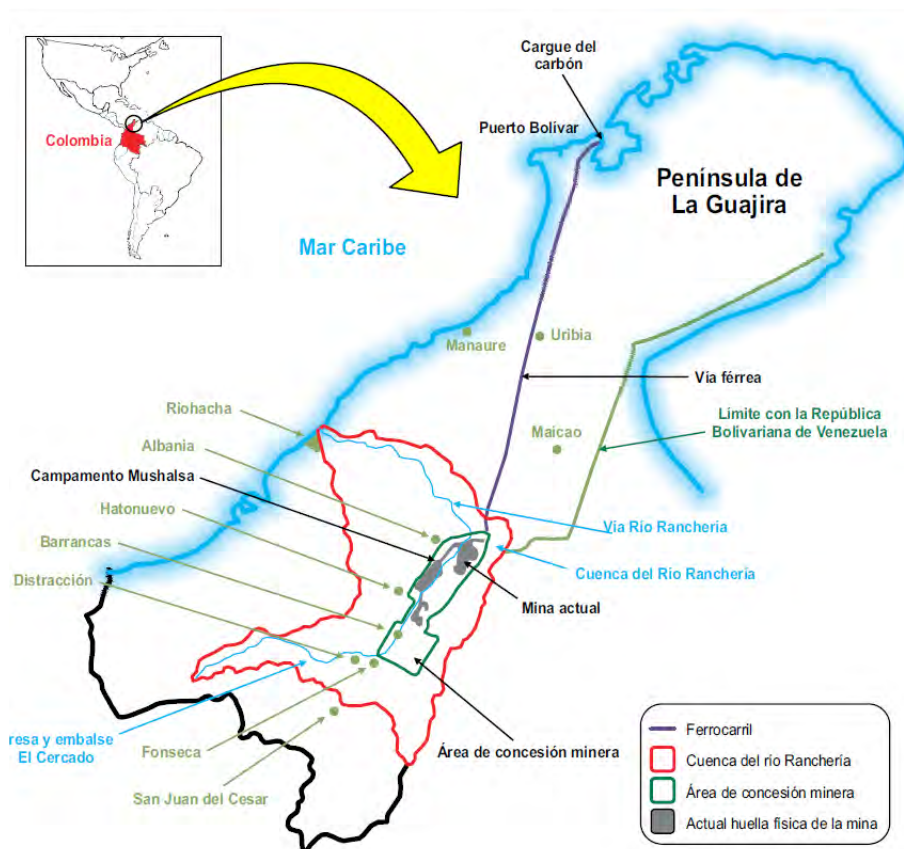 Colombia
Cargue del
carbón
Puerto Bolívar
Península de
La Guajira
Mar Caribe
Manaure
Uribia
Vía férrea
Riohacha
Límite con la República
Bolivariana de Venezuela
Albania
Maicao
Campamento Mushalsa
Hatonuevo
Vía Río Ranchería
Barrancas
Cuenca del Río Ranchería
Distracción
Mina actual
resa y embalse
El Cercado
Fonseca
Área de concesión minera
San Juan del Cesar
Ferrocarril
Cuenca del río Ranchería
Área de concesión minera
Actual huella física de la mina